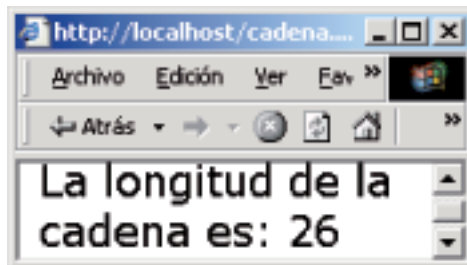 http://localhost/cadena....
Archivo Edición Ver Fav »
Atrás »
La longitud de la
cadena es: 26